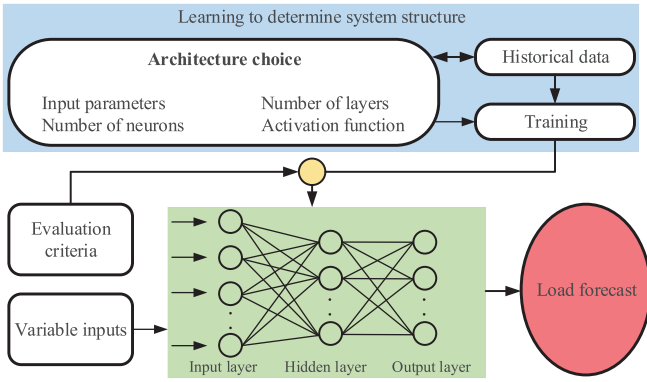 Learning to determine system structure
Architecture choice
Input parameters
Number of layers
Number of neurons
Activation function
Historical data
Training
Evaluation
criteria
Variable inputs
Input layer
Hidden layer
Output layer
Load forecast